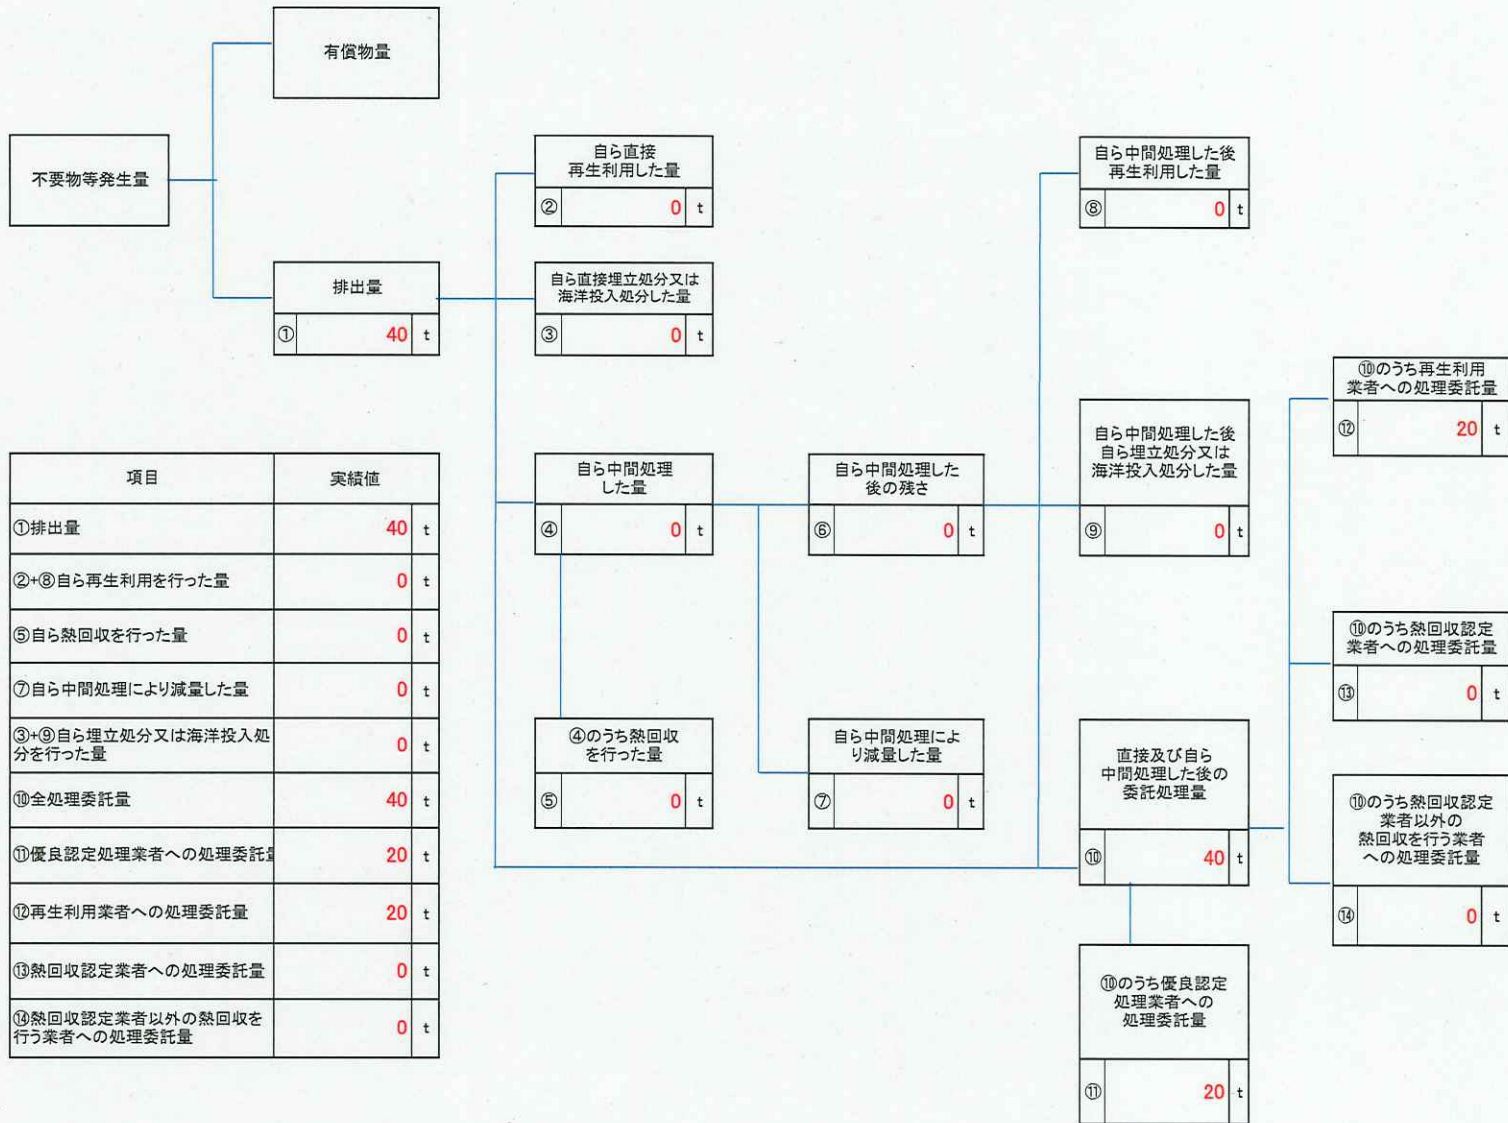 有償物量
不要物等発生量
排出量
① 40 t
自ら直接
再生利用した量
② 0 t
自ら直接埋立処分又は
海洋投入処分した量
③ 0 t
自ら中間処理
した量
④ 0 t
④のうち熱回収
を行った量
⑤ 0 t
自ら中間処理した
後の残さ
⑥ 0 t
自ら中間処理によ
り減量した量
⑦ 0 t
自ら中間処理した後
再生利用した量
⑧ 0 t
自ら中間処理した後
自ら埋立処分又は
海洋投入処分した量
⑨ 0 t
直接及び自ら
中間処理した後の
委託処理量
⑩ 40 t
⑩のうち優良認定
処理業者への
処理委託量
⑪ 20 t
⑩のうち再生利用
業者への処理委託量
⑫ 20 t
⑩のうち熱回収認定
業者への処理委託量
⑬ 0 t
⑩のうち熱回収認定
業者以外の
熱回収を行う業者
への処理委託量
⑭ 0 t
項目 実績値
①排出量 40 t
②+⑧自ら再生利用を行った量 0 t
⑤自ら熱回収を行った量 0 t
⑦自ら中間処理により減量した量 0 t
③+⑨自ら埋立処分又は海洋投入処
分を行った量 0 t
⑩全処理委託量 40 t
⑪優良認定処理業者への処理委託量 20 t
⑫再生利用業者への処理委託量 20 t
⑬熱回収認定業者への処理委託量 0 t
⑭熱回収認定業者以外の熱回収を
行う業者への処理委託量 0 t